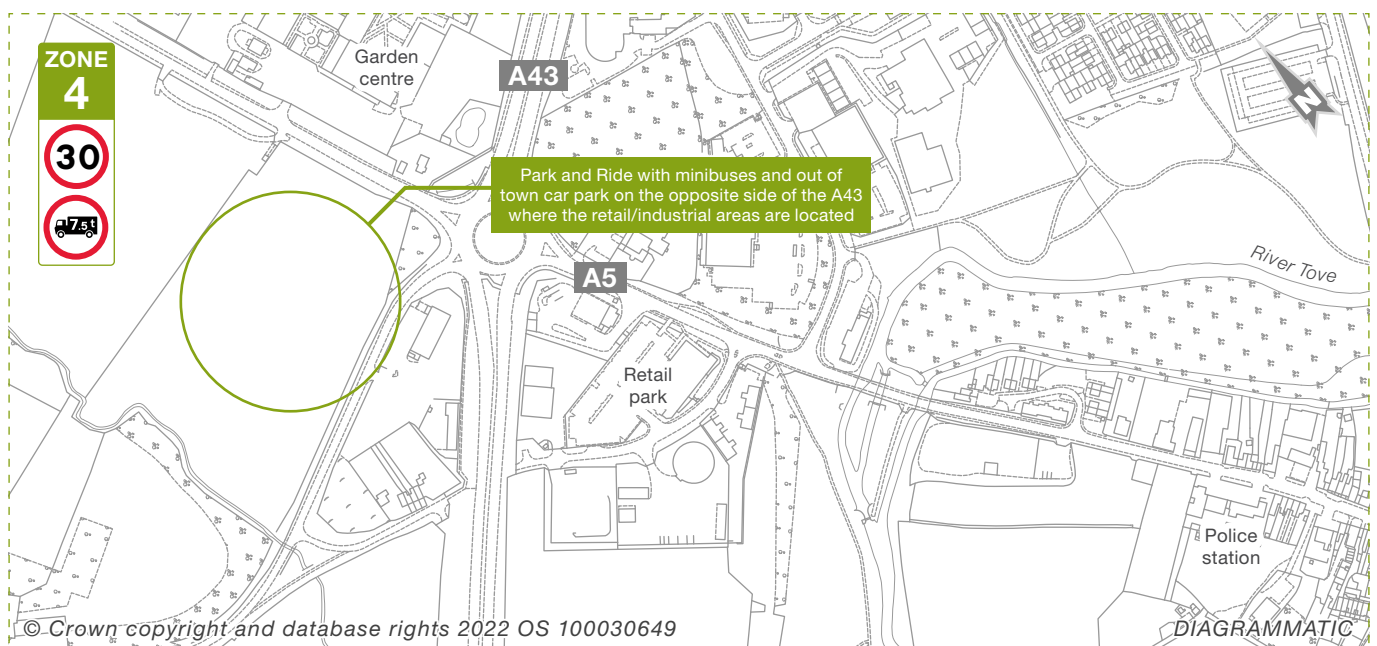 ZONE
4
30
7.5t
Garden
centre
A43
Park and Ride with minibuses and out of
town car park on the opposite side of the A43
where the retail/industrial areas are located
A5
N
River Tove
Retail
park
Police
station
© Crown copyright and database rights 2022 OS 100030649
DIAGRAMMATIC